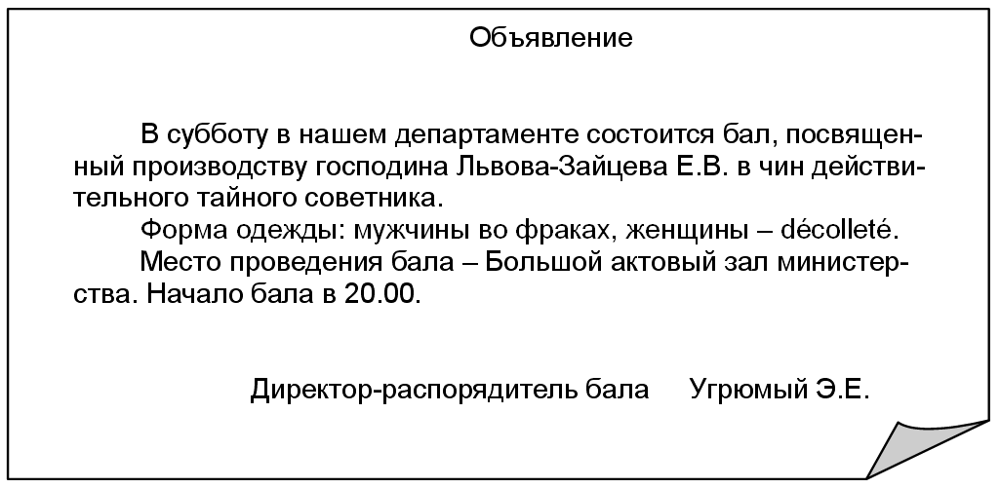 Объявление
В субботу в нашем департаменте состоится бал, посвящен-
ный производству господина Львова-Зайцева Е.В. в чин действи-
тельного тайного советника.
Форма одежды: мужчины во фраках, женщины – décolleté.
Место проведения бала – Большой актовый зал министер-
ства. Начало бала в 20.00.
Директор-распорядитель бала Угрюмый Э.Е.